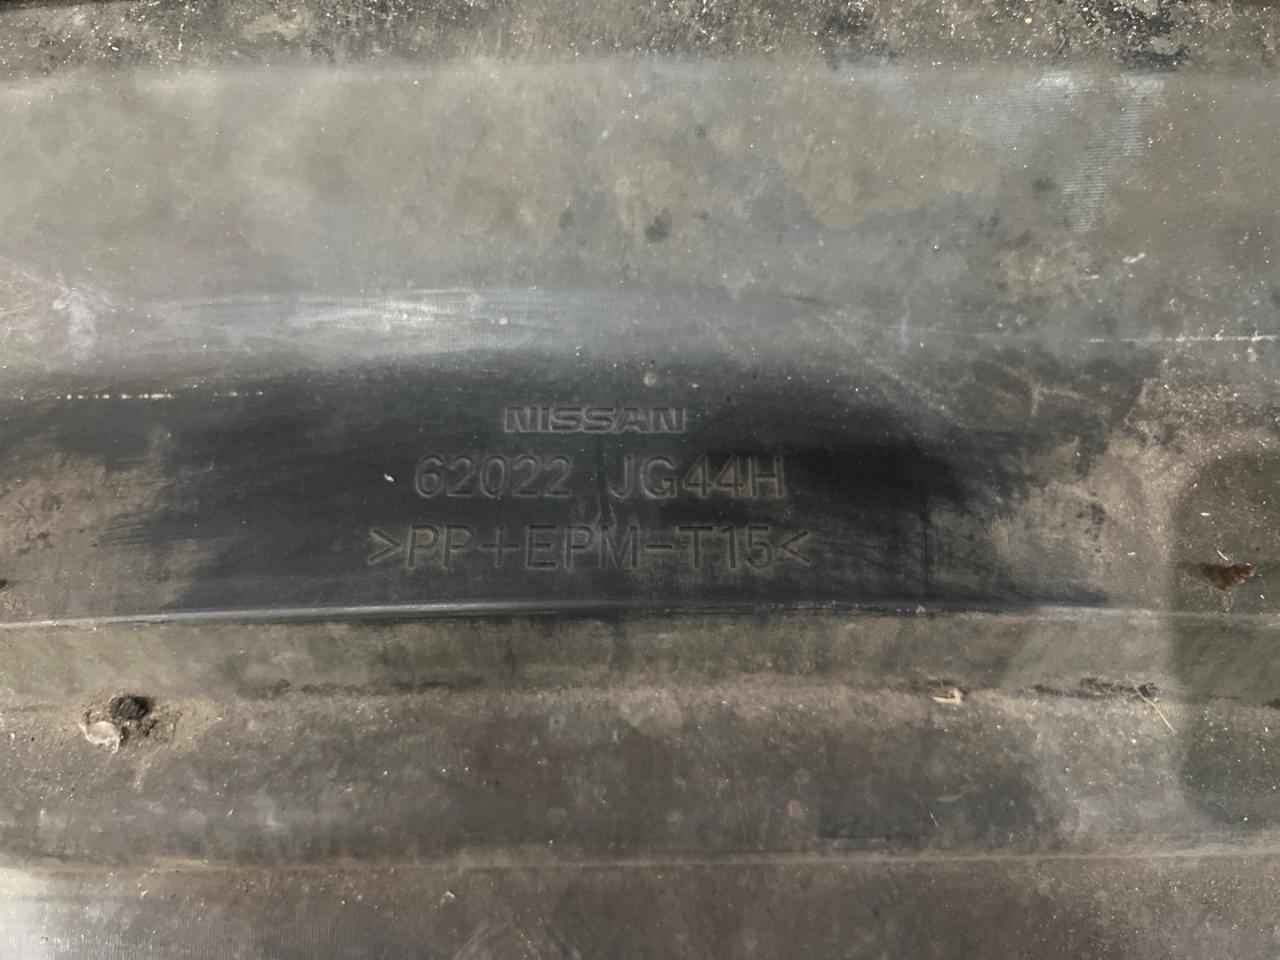 NISSAN
62022 JG44H
>PP+EPM-T15<